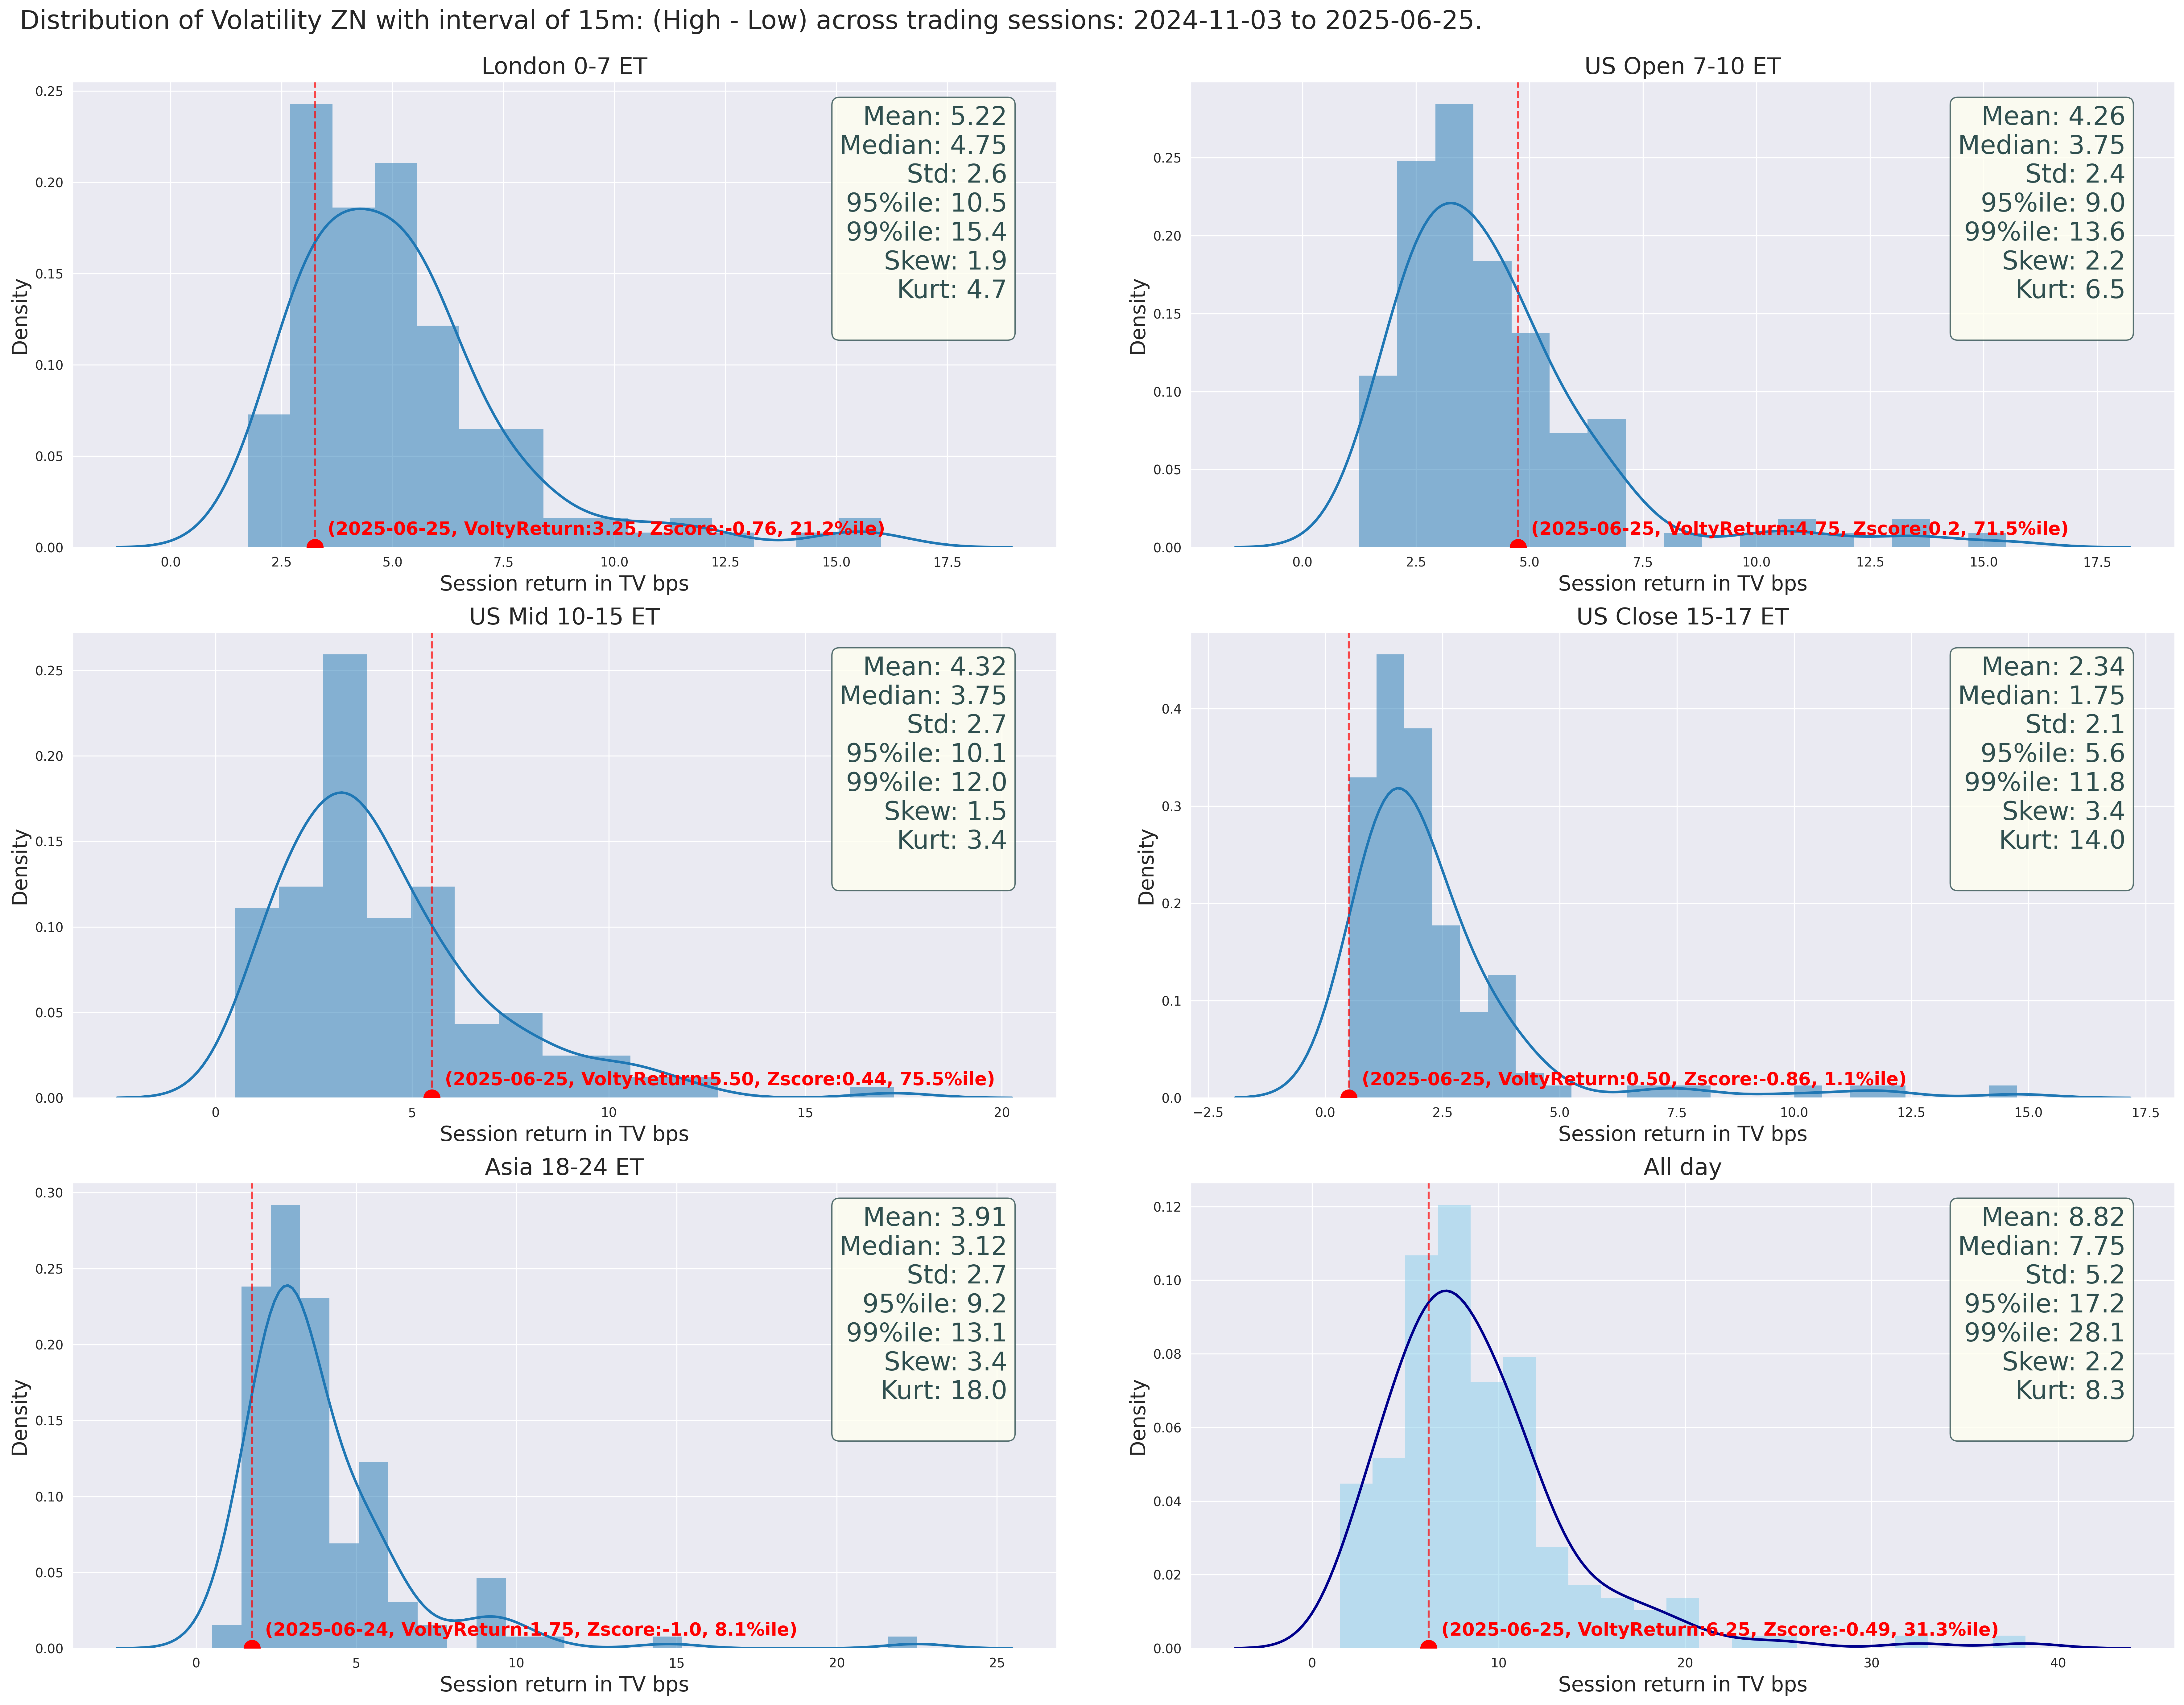 Distribution of Volatility ZN with interval of 15m: (High - Low) across trading sessions: 2024-11-03 to 2025-06-25.
London 0-7 ET
0.25
0.20
0.15
0.10
0.05
0.00
Density
Mean: 5.22
Median: 4.75
Std: 2.6
95%ile: 10.5
99%ile: 15.4
Skew: 1.9
Kurt: 4.7
(2025-06-25, VoltyReturn:3.25, Zscore:-0.76, 21.2%ile)
0.0 2.5 5.0 7.5 10.0 12.5 15.0 17.5
Session return in TV bps
US Open 7-10 ET
0.25
0.20
0.15
0.10
0.05
0.00
Density
Mean: 4.26
Median: 3.75
Std: 2.4
95%ile: 9.0
99%ile: 13.6
Skew: 2.2
Kurt: 6.5
(2025-06-25, VoltyReturn:4.75, Zscore:0.2, 71.5%ile)
0.0 2.5 5.0 7.5 10.0 12.5 15.0 17.5
Session return in TV bps
US Mid 10-15 ET
0.25
0.20
0.15
0.10
0.05
0.00
Density
Mean: 4.32
Median: 3.75
Std: 2.7
95%ile: 10.1
99%ile: 12.0
Skew: 1.5
Kurt: 3.4
(2025-06-25, VoltyReturn:5.50, Zscore:0.44, 75.5%ile)
0 5 10 15 20
Session return in TV bps
US Close 15-17 ET
0.4
0.3
0.2
0.1
0.0
Density
Mean: 2.34
Median: 1.75
Std: 2.1
95%ile: 5.6
99%ile: 11.8
Skew: 3.4
Kurt: 14.0
(2025-06-25, VoltyReturn:0.50, Zscore:-0.86, 1.1%ile)
−2.5 0.0 2.5 5.0 7.5 10.0 12.5 15.0 17.5
Session return in TV bps
Asia 18-24 ET
0.30
0.25
0.20
0.15
0.10
0.05
0.00
Density
Mean: 3.91
Median: 3.12
Std: 2.7
95%ile: 9.2
99%ile: 13.1
Skew: 3.4
Kurt: 18.0
(2025-06-24, VoltyReturn:1.75, Zscore:-1.0, 8.1%ile)
0 5 10 15 20 25
Session return in TV bps
All day
0.12
0.10
0.08
0.06
0.04
0.02
0.00
Density
Mean: 8.82
Median: 7.75
Std: 5.2
95%ile: 17.2
99%ile: 28.1
Skew: 2.2
Kurt: 8.3
(2025-06-25, VoltyReturn:6.25, Zscore:-0.49, 31.3%ile)
0 10 20 30 40
Session return in TV bps